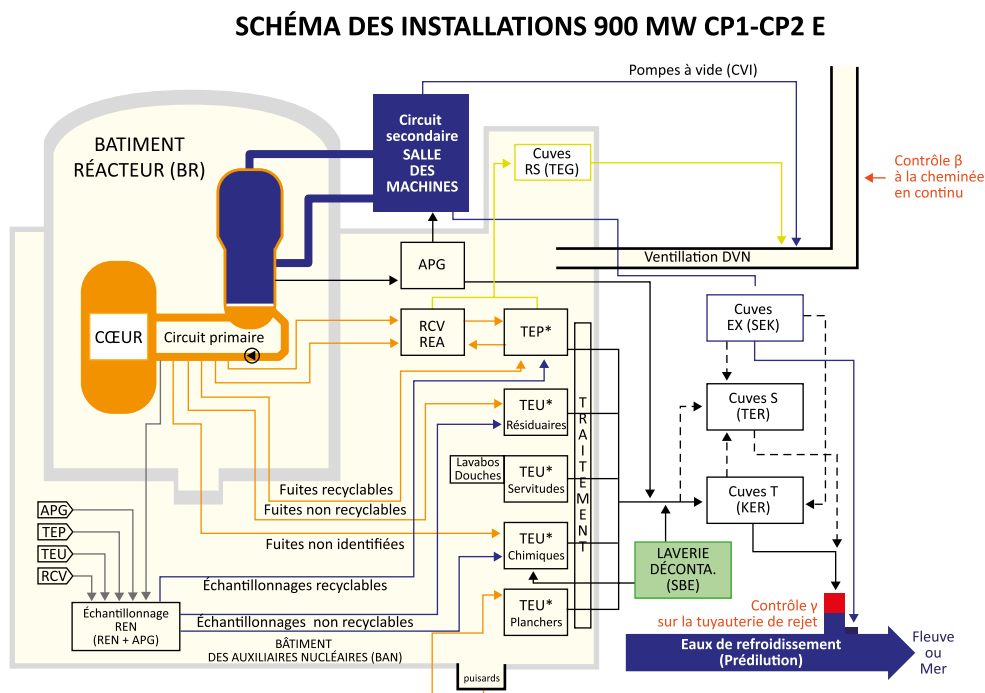 SCHÉMA DES INSTALLATIONS 900 MW CP1-CP2 E
Pompes à vide (CVI)
Circuit
secondaire
SALLE
DES
MACHINES
BATIMENT
RÉACTEUR (BR)
Cuves
RS (TEG)
Contrôle β
à la cheminée
en continu
Ventillation DVN
APG
CŒUR
Circuit primaire
RCV
REA
TEP*
Cuves
EX (SEK)
TRAITEMENT
TEU*
Résiduaires
Cuves S
(TER)
Lavabos
Douches
TEU*
Servitudes
Cuves T
(KER)
Fuites recyclables
Fuites non recyclables
Fuites non identifiées
TEU*
Chimiques
APG
TEP
TEU
RCV
LAVERIE
DÉCONTA.
(SBE)
Échantillonnages recyclables
Échantillonnage
REN
(REN + APG)
Échantillonnages non recyclables
TEU*
Planchers
BÂTIMENT
DES AUXILIAIRES NUCLÉAIRES (BAN)
puisards
Contrôle γ
sur la tuyauterie de rejet
Eaux de refroidissement
(Prédilution)
Fleuve
ou
Mer